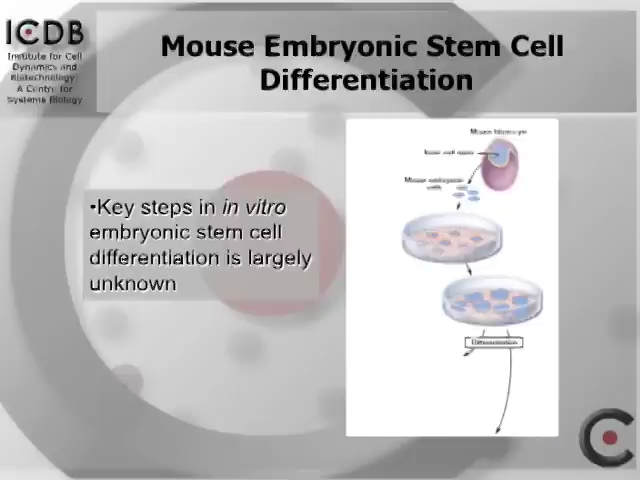 ICDB
Institute for Cell
Dynamics and
Biotechnology:
A Centre for
Systems Biology
Mouse Embryonic Stem Cell
Differentiation
•Key steps in in vitro
embryonic stem cell
differentiation is largely
unknown
Mouse blastocyst
Inner cell mass
Mouse embryonic
cells
Differentiation